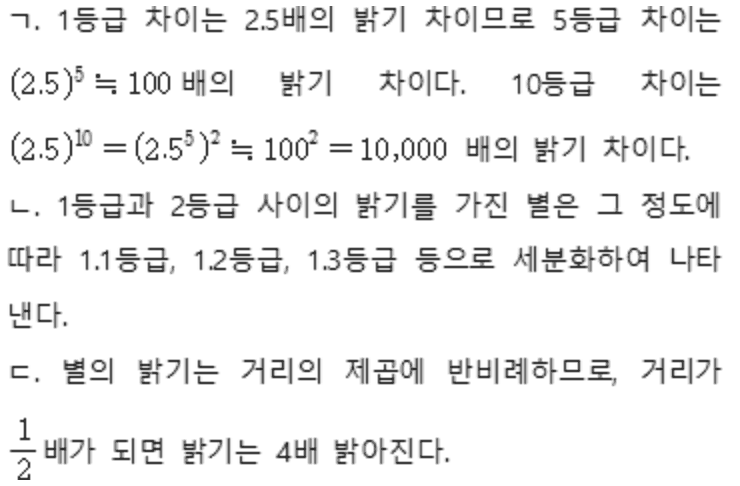 ㄱ. 1등급 차이는 2.5배의 밝기 차이므로 5등급 차이는
(2.5)⁵ ≒ 100 배의 밝기 차이다. 10등급 차이는
(2.5)¹⁰ = (2.5⁵)² ≒ 100² = 10,000 배의 밝기 차이다.
ㄴ. 1등급과 2등급 사이의 밝기를 가진 별은 그 정도에
따라 1.1등급, 1.2등급, 1.3등급 등으로 세분화하여 나타
낸다.
ㄷ. 별의 밝기는 거리의 제곱에 반비례하므로, 거리가
1/2 배가 되면 밝기는 4배 밝아진다.